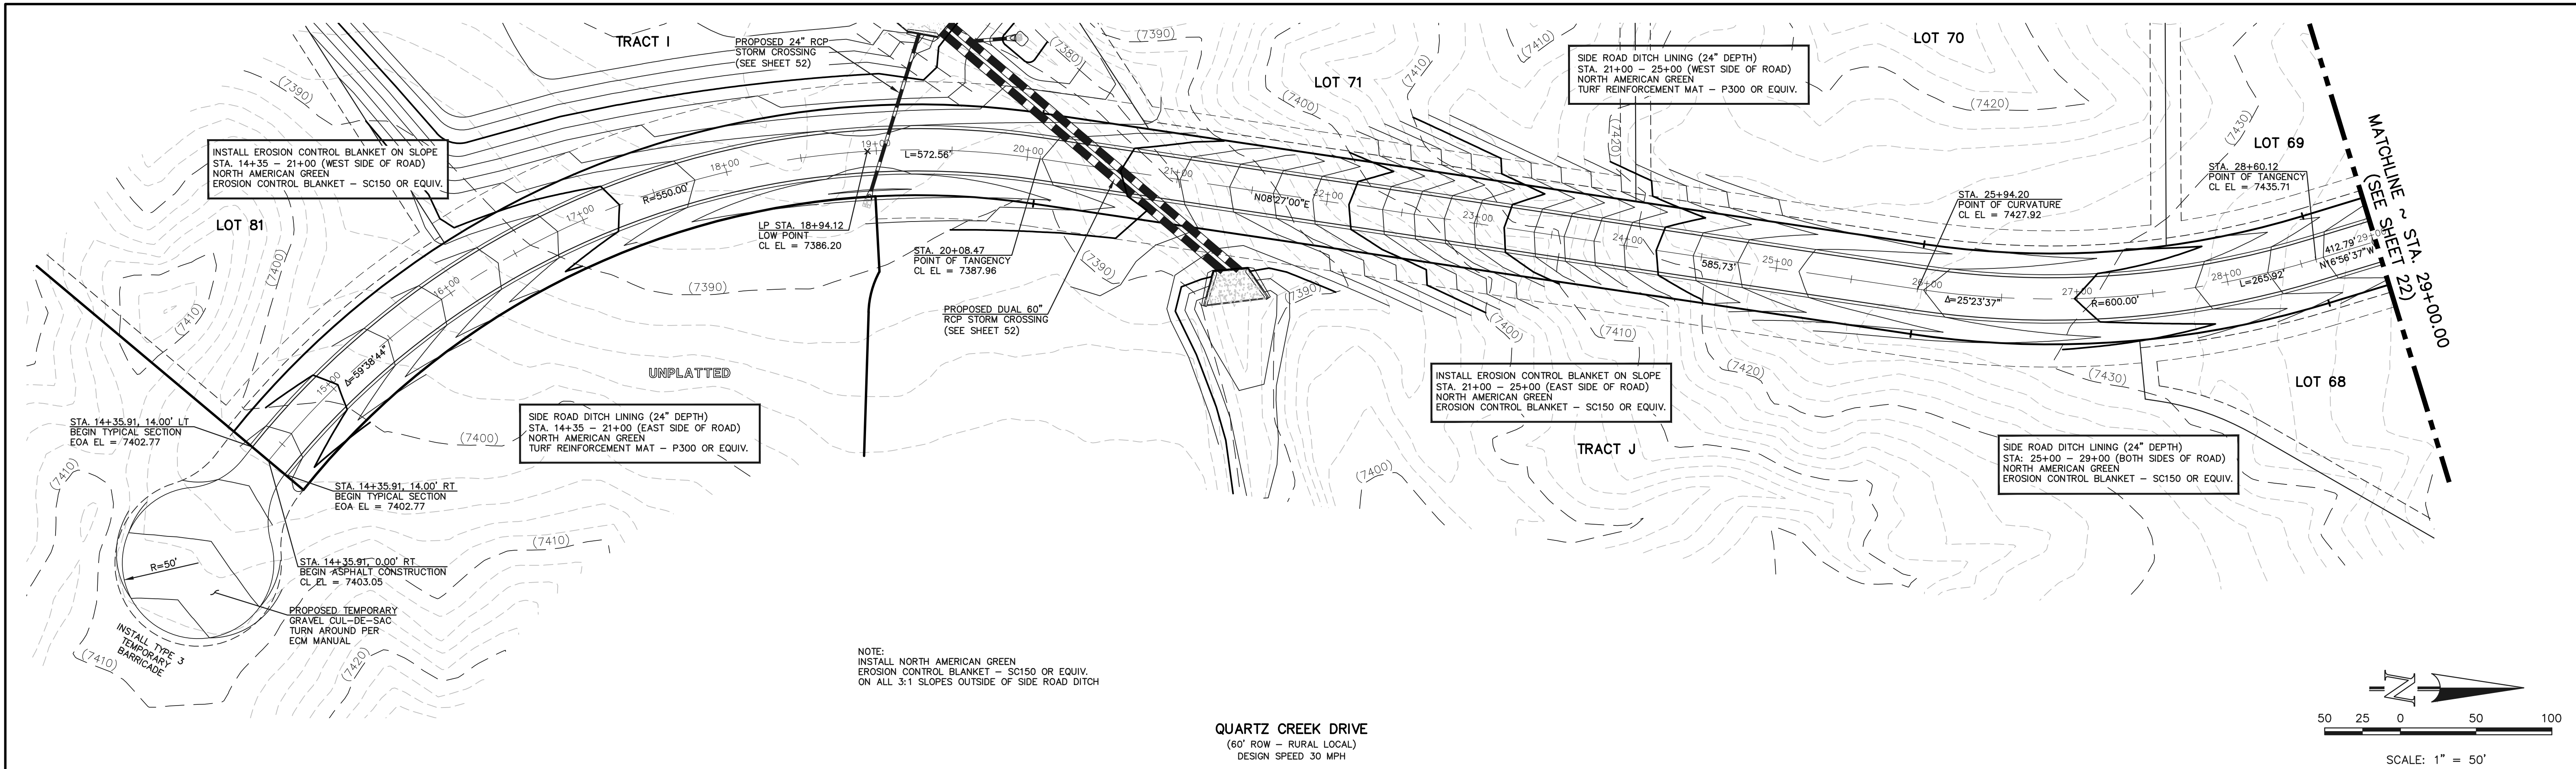 TRACT I
PROPOSED 24" RCP
STORM CROSSING
(SEE SHEET 52)
(7380)
(7390)
(7410)
LOT 70
SIDE ROAD DITCH LINING (24" DEPTH)
STA. 21+00 – 25+00 (WEST SIDE OF ROAD)
NORTH AMERICAN GREEN
TURF REINFORCEMENT MAT – P300 OR EQUIV.
LOT 71
(7410)
(7400)
(7420)
(7420)
(7430)
(7390)
MATCHLINE ~ STA. 29+00.00
(SEE SHEET 22)
LOT 69
STA. 28+60.12
POINT OF TANGENCY
CL EL = 7435.71
INSTALL EROSION CONTROL BLANKET ON SLOPE
STA. 14+35 – 21+00 (WEST SIDE OF ROAD)
NORTH AMERICAN GREEN
EROSION CONTROL BLANKET – SC150 OR EQUIV.
LOT 81
(7400)
(7410)
15+00
16+00
17+00
18+00
19+00
20+00
21+00
22+00
23+00
24+00
25+00
26+00
27+00
28+00
29+00
Δ=59°38'44"
R=550.00'
L=572.56'
N08°27'00"E
585.73'
Δ=25°23'37"
R=600.00'
L=265.92'
412.79'
N16°56'37"W
STA. 25+94.20
POINT OF CURVATURE
CL EL = 7427.92
LP STA. 18+94.12
LOW POINT
CL EL = 7386.20
STA. 20+08.47
POINT OF TANGENCY
CL EL = 7387.96
PROPOSED DUAL 60"
RCP STORM CROSSING
(SEE SHEET 52)
(7390)
(7390)
(7390)
(7400)
(7410)
(7420)
(7430)
UNPLATTED
LOT 68
INSTALL EROSION CONTROL BLANKET ON SLOPE
STA. 21+00 – 25+00 (EAST SIDE OF ROAD)
NORTH AMERICAN GREEN
EROSION CONTROL BLANKET – SC150 OR EQUIV.
SIDE ROAD DITCH LINING (24" DEPTH)
STA. 14+35 – 21+00 (EAST SIDE OF ROAD)
NORTH AMERICAN GREEN
TURF REINFORCEMENT MAT – P300 OR EQUIV.
(7400)
STA. 14+35.91, 14.00' LT
BEGIN TYPICAL SECTION
EOA EL = 7402.77
(7410)
STA. 14+35.91, 14.00' RT
BEGIN TYPICAL SECTION
EOA EL = 7402.77
TRACT J
(7400)
SIDE ROAD DITCH LINING (24" DEPTH)
STA: 25+00 – 29+00 (BOTH SIDES OF ROAD)
NORTH AMERICAN GREEN
EROSION CONTROL BLANKET – SC150 OR EQUIV.
(7410)
R=50'
STA. 14+35.91, 0.00' RT
BEGIN ASPHALT CONSTRUCTION
CL EL = 7403.05
PROPOSED TEMPORARY
GRAVEL CUL-DE-SAC
TURN AROUND PER
ECM MANUAL
INSTALL TYPE 3
TEMPORARY
BARRICADE
(7410)
(7420)
NOTE:
INSTALL NORTH AMERICAN GREEN
EROSION CONTROL BLANKET – SC150 OR EQUIV.
ON ALL 3:1 SLOPES OUTSIDE OF SIDE ROAD DITCH
QUARTZ CREEK DRIVE
(60' ROW – RURAL LOCAL)
DESIGN SPEED 30 MPH
N
50 25 0 50 100
SCALE: 1" = 50'